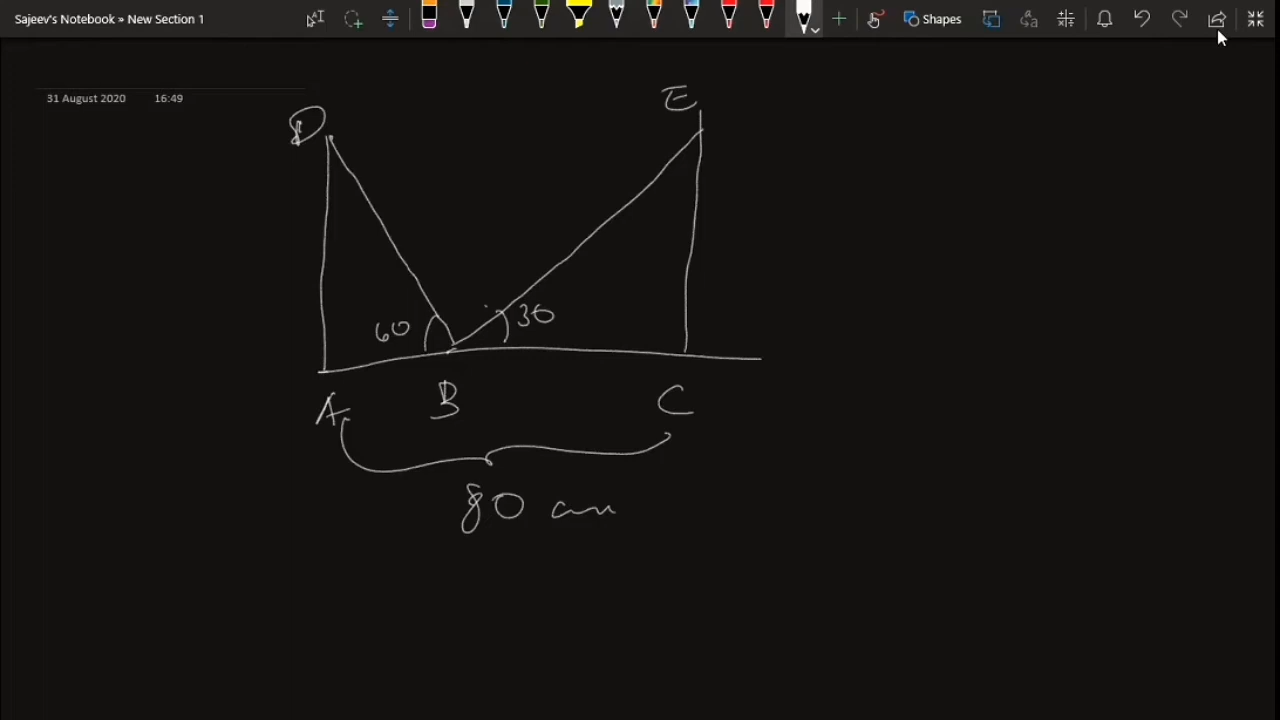 Sajeev's Notebook » New Section 1
Shapes
31 August 2020 16:49
D E
60 30
A B C
80 cm